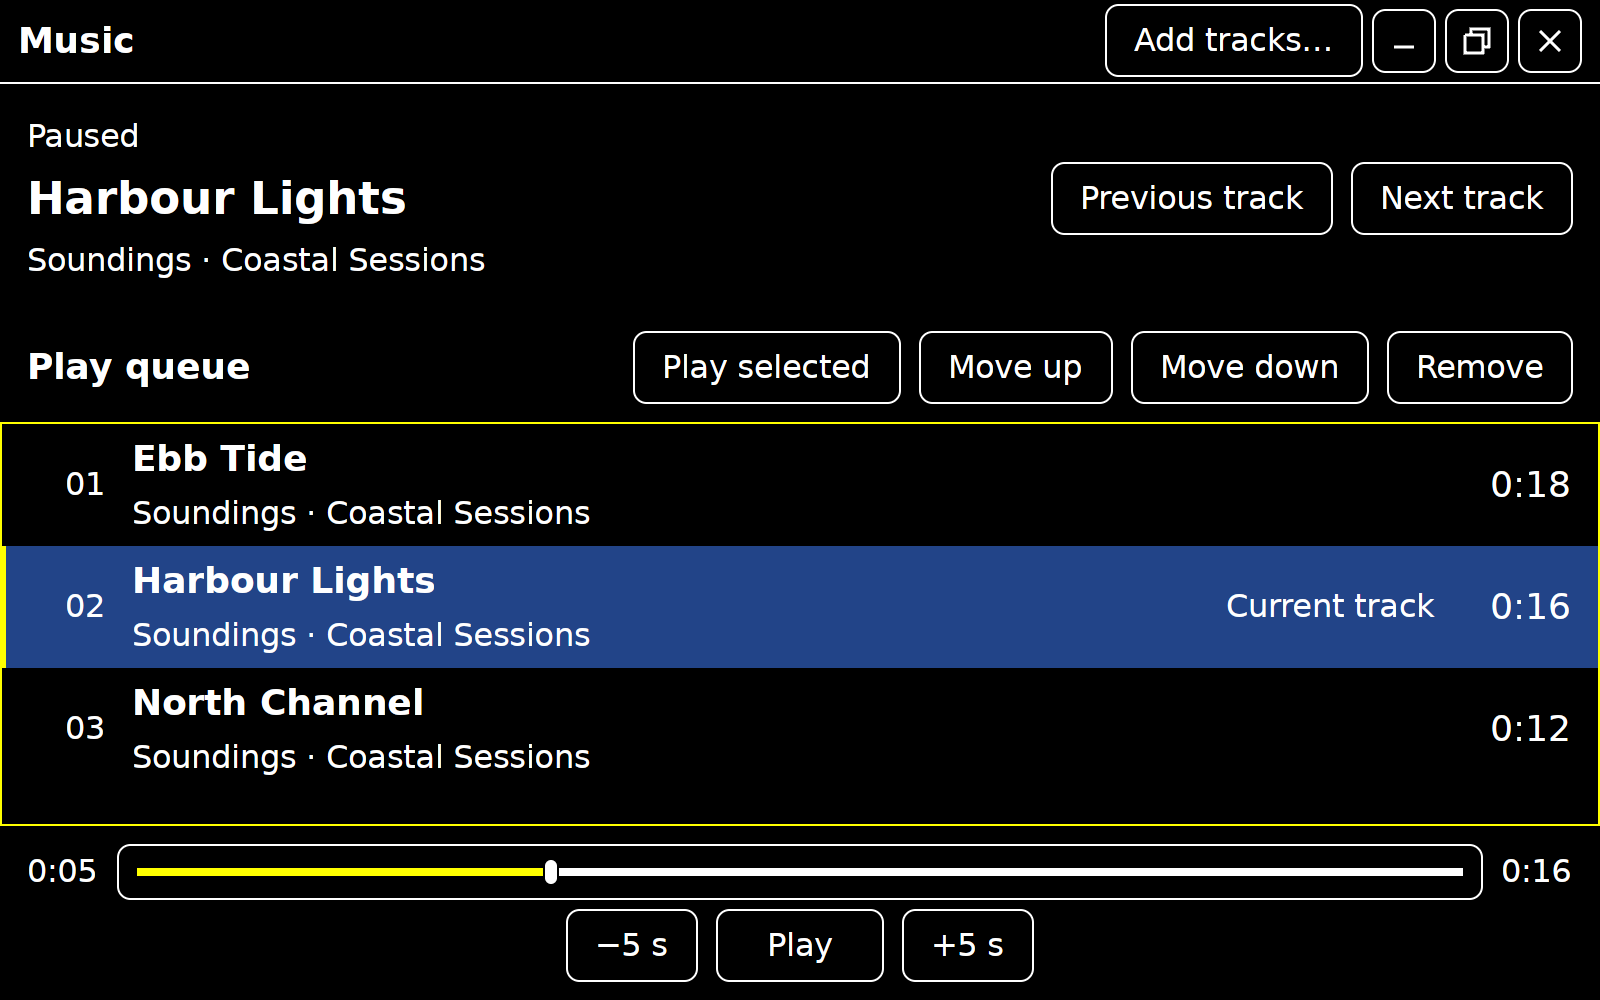 Music
Add tracks...
Paused
Harbour Lights
Soundings · Coastal Sessions
Previous track
Next track
Play queue
Play selected
Move up
Move down
Remove
01
Ebb Tide
Soundings · Coastal Sessions
0:18
02
Harbour Lights
Soundings · Coastal Sessions
Current track
0:16
03
North Channel
Soundings · Coastal Sessions
0:12
0:05
0:16
−5 s
Play
+5 s